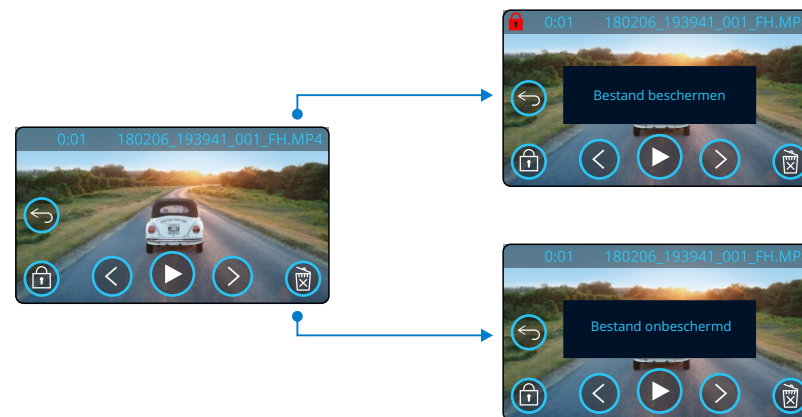 0:01 180206_193941_001_FH.MP4
0:01 180206_193941_001_FH.MP
Bestand beschermen
0:01 180206_193941_001_FH.MP
Bestand onbeschermd